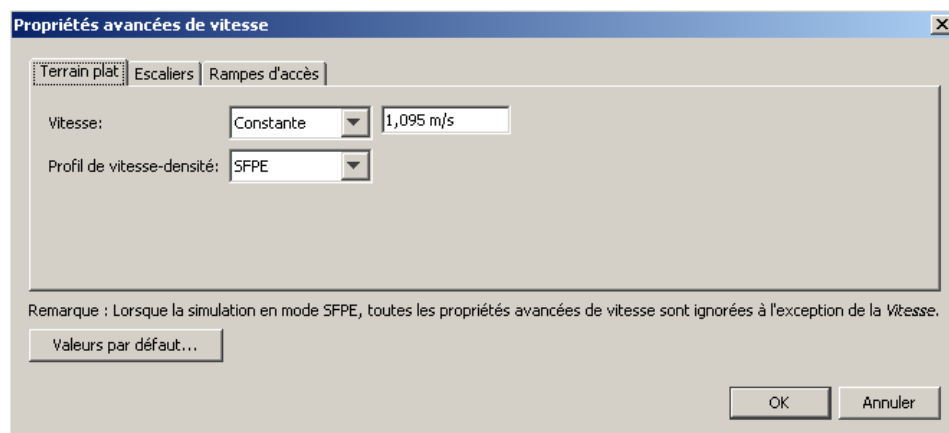 Propriétés avancées de vitesse
Terrain plat Escaliers Rampes d'accès
Vitesse: Constante 1,095 m/s
Profil de vitesse-densité: SFPE
Remarque : Lorsque la simulation en mode SFPE, toutes les propriétés avancées de vitesse sont ignorées à l'exception de la Vitesse.
Valeurs par défaut...
OK Annuler